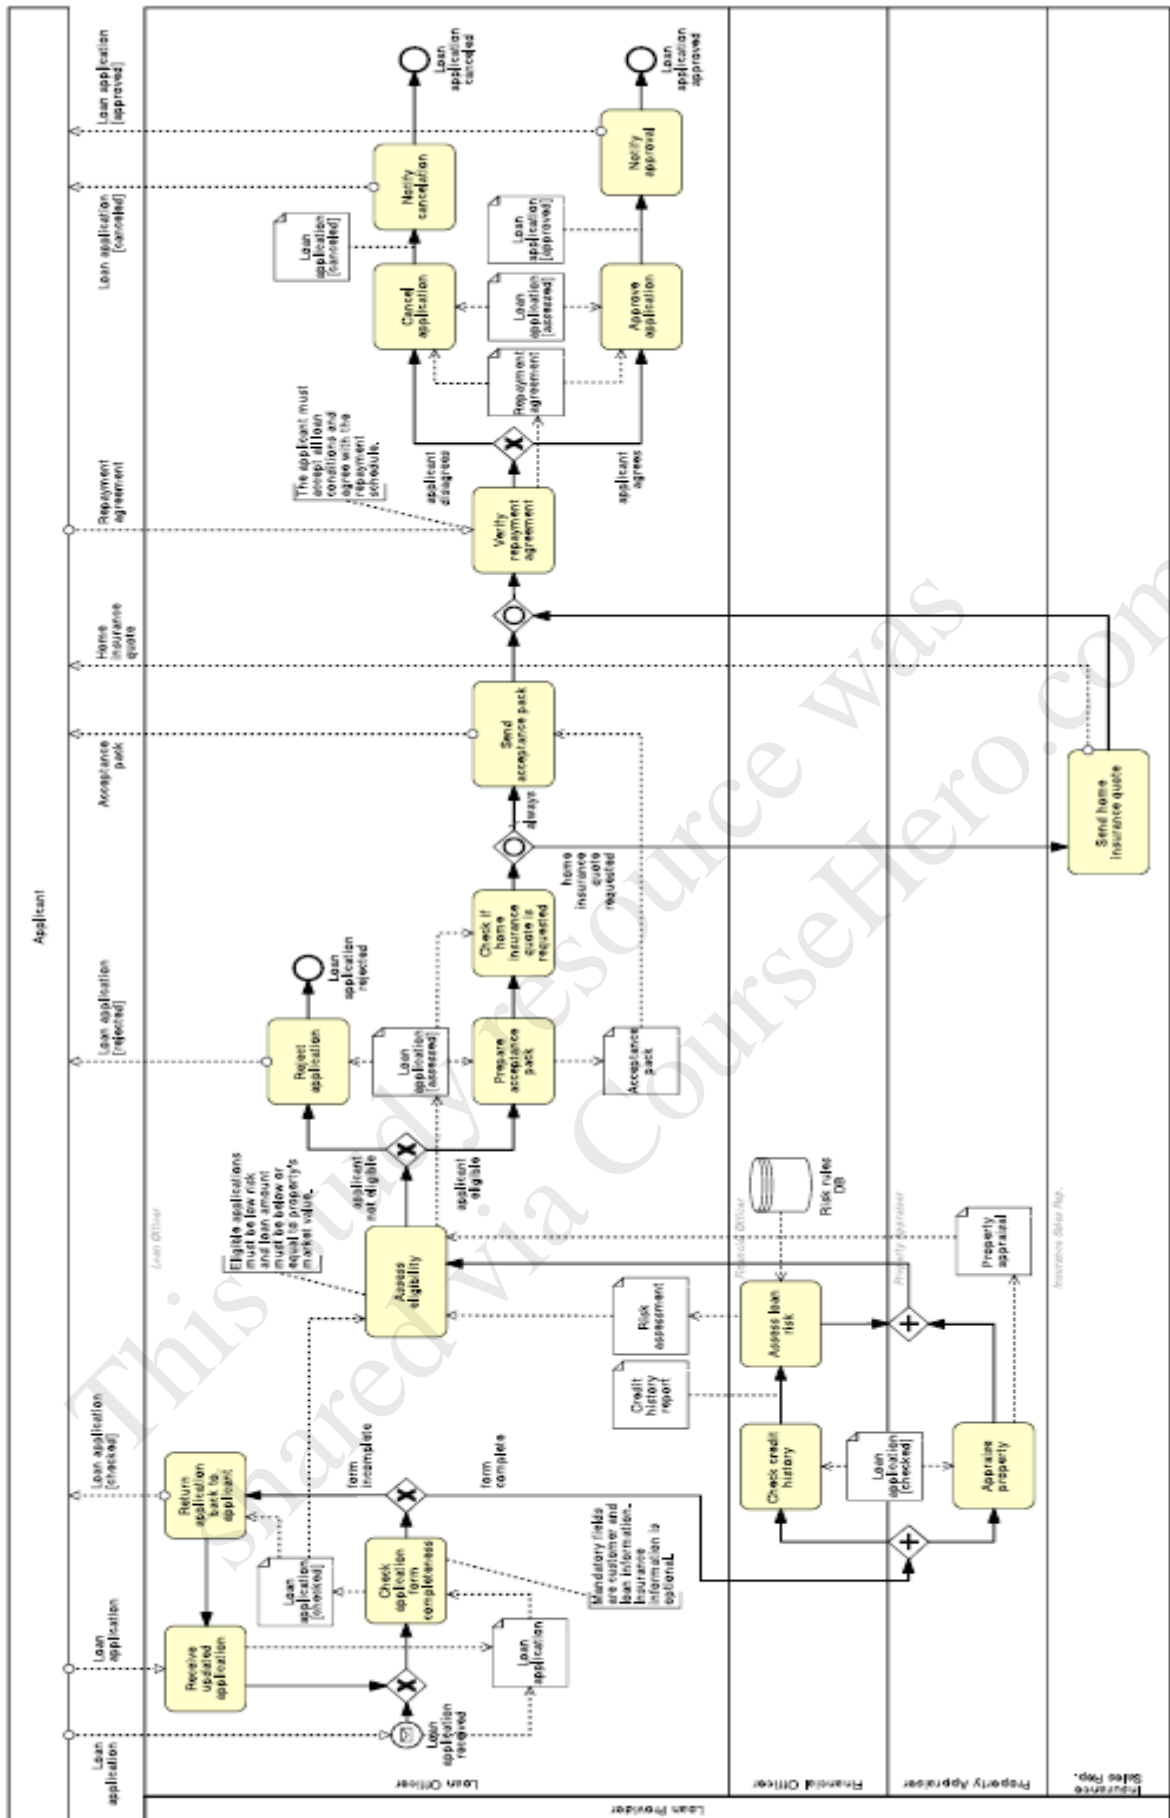 Applicant
Loan
application
Loan
application
Loan application
[checked]
Loan application
[rejected]
Acceptance
pack
Home
insurance
quote
Repayment
agreement
Loan application
[canceled]
Loan application
[approved]
Loan Provider
Loan Officer
Financial Officer
Property Appraiser
Insurance
Sales Rep.
Loan Officer
Financial Officer
Property Appraiser
Insurance Sales Rep.
Loan
application
received
Receive
updated
application
Return
application
back to
applicant
Loan
application
[checked]
Check
application
form
completeness
Loan
application
Mandatory fields
are customer and
loan information.
Insurance
information is
optional.
form
incomplete
form
complete
Check credit
history
Loan
application
[checked]
Appraise
property
Credit
history
report
Risk
assessment
Assess loan
risk
Risk rules
DB
Property
appraisal
Eligible applications
must be low risk
and loan amount
must be below or
equal to property's
market value.
Assess
eligibility
applicant
not eligible
applicant
eligible
Reject
application
Loan
application
rejected
Loan
application
[assessed]
Prepare
acceptance
pack
Acceptance
pack
Check if
home
insurance
quote is
requested
always
home
insurance
quote
requested
Send
acceptance pack
Send home
insurance quote
The applicant must
accept all loan
conditions and
agree with the
repayment
schedule.
Verify
repayment
agreement
applicant
disagrees
applicant
agrees
Repayment
agreement
Cancel
application
Loan
application
[assessed]
Approve
application
Loan
application
[canceled]
Loan
application
[approved]
Notify
cancelation
Notify
approval
Loan
application
canceled
Loan
application
approved
This study resource was
shared via CourseHero.com